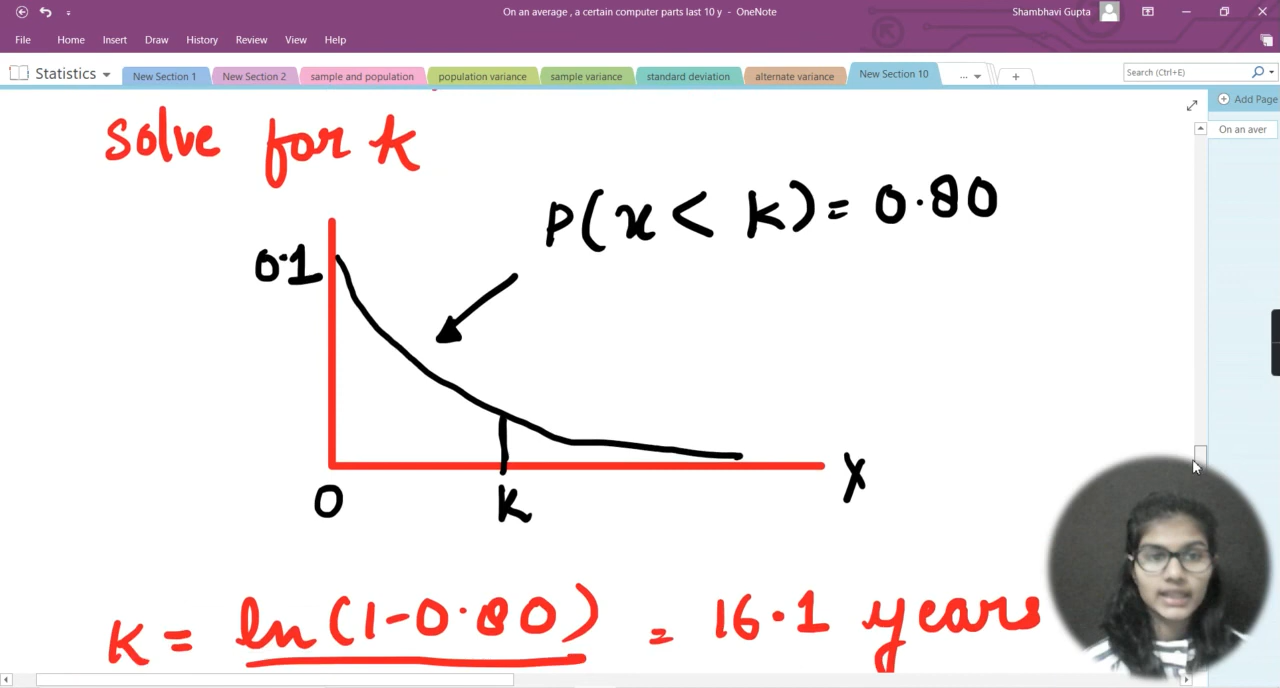 On an average , a certain computer parts last 10 y - OneNote
Shambhavi Gupta
File Home Insert Draw History Review View Help
Statistics
New Section 1 New Section 2 sample and population population variance sample variance standard deviation alternate variance New Section 10 ... +
Search (Ctrl+E)
Add Page
On an aver
Solve for k
P(x < k) = 0.80
0.1
0
k
X
K = ln(1-0.80) = 16.1 years